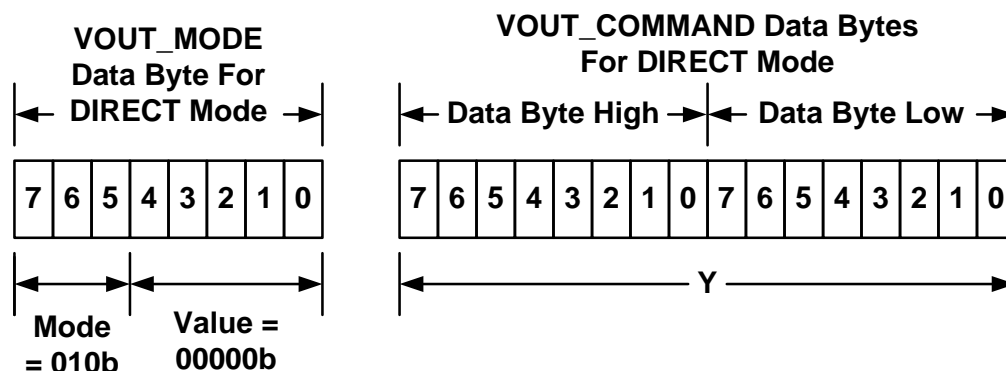 VOUT_MODE
Data Byte For
DIRECT Mode
7 6 5 4 3 2 1 0
Mode
= 010b
Value =
00000b
VOUT_COMMAND Data Bytes
For DIRECT Mode
Data Byte High Data Byte Low
7 6 5 4 3 2 1 0 7 6 5 4 3 2 1 0
Y